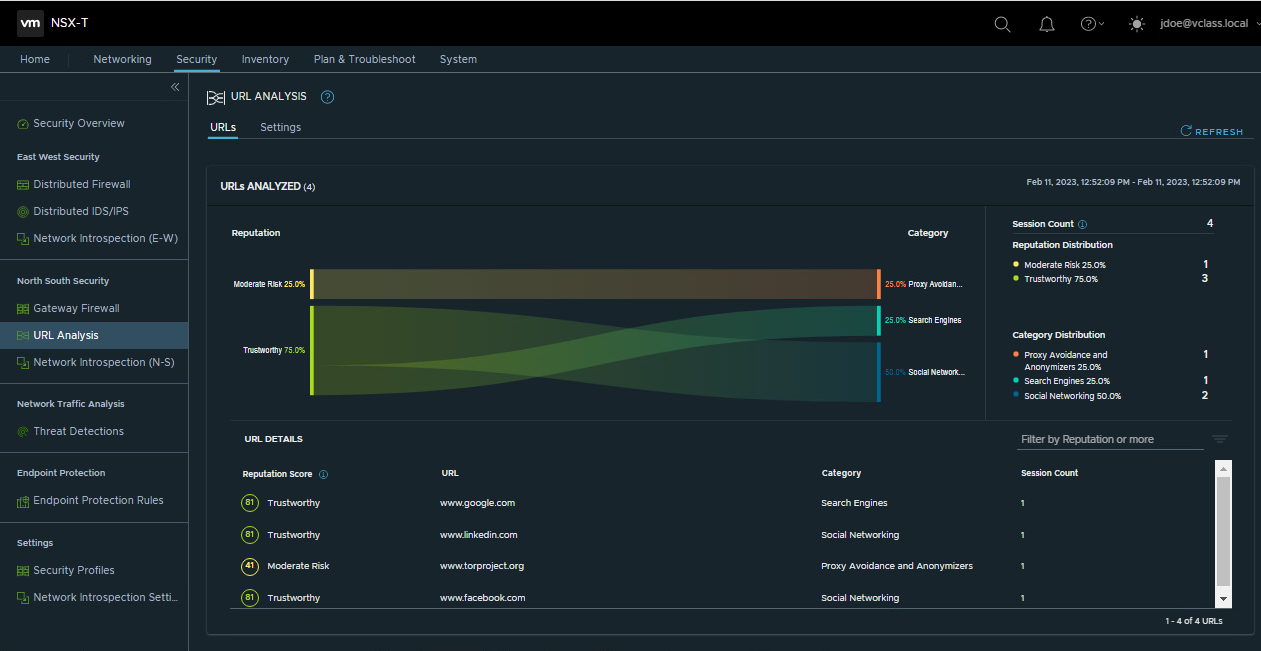 vm NSX-T
jdoe@vclass.local
Home Networking Security Inventory Plan & Troubleshoot System
Security Overview
East West Security
Distributed Firewall
Distributed IDS/IPS
Network Introspection (E-W)
North South Security
Gateway Firewall
URL Analysis
Network Introspection (N-S)
Network Traffic Analysis
Threat Detections
Endpoint Protection
Endpoint Protection Rules
Settings
Security Profiles
Network Introspection Setti...
URL ANALYSIS
URLs Settings
REFRESH
URLs ANALYZED (4)
Feb 11, 2023, 12:52:09 PM - Feb 11, 2023, 12:52:09 PM
Reputation Category
Moderate Risk 25.0% 25.0% Proxy Avoidan...
25.0% Search Engines
Trustworthy 75.0%
50.0% Social Network...
Session Count 4
Reputation Distribution
Moderate Risk 25.0% 1
Trustworthy 75.0% 3
Category Distribution
Proxy Avoidance and 1
Anonymizers 25.0%
Search Engines 25.0% 1
Social Networking 50.0% 2
URL DETAILS
Filter by Reputation or more
Reputation Score URL Category Session Count
81 Trustworthy www.google.com Search Engines 1
81 Trustworthy www.linkedin.com Social Networking 1
41 Moderate Risk www.torproject.org Proxy Avoidance and Anonymizers 1
81 Trustworthy www.facebook.com Social Networking 1
1 - 4 of 4 URLs